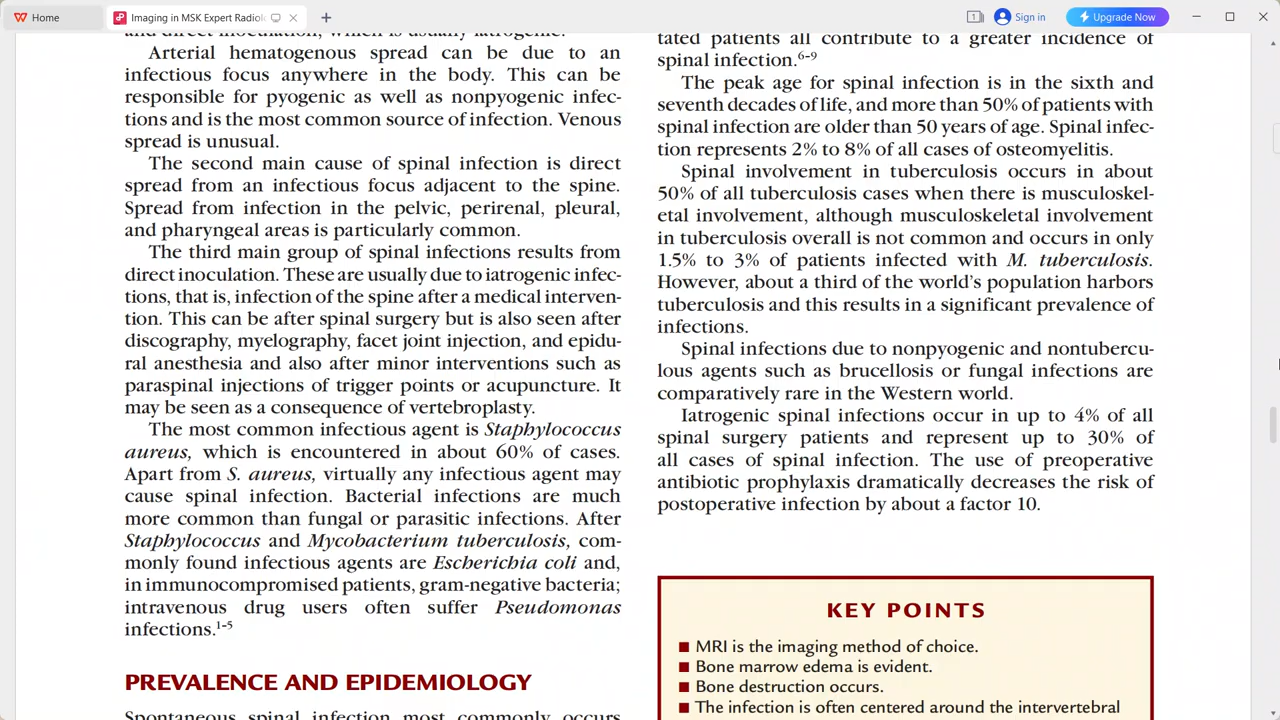 Home
Imaging in MSK Expert Radiol
1
Sign in
Upgrade Now
and direct inoculation, which is usually iatrogenic.
Arterial hematogenous spread can be due to an
infectious focus anywhere in the body. This can be
responsible for pyogenic as well as nonpyogenic infec-
tions and is the most common source of infection. Venous
spread is unusual.
The second main cause of spinal infection is direct
spread from an infectious focus adjacent to the spine.
Spread from infection in the pelvic, perirenal, pleural,
and pharyngeal areas is particularly common.
The third main group of spinal infections results from
direct inoculation. These are usually due to iatrogenic infec-
tions, that is, infection of the spine after a medical interven-
tion. This can be after spinal surgery but is also seen after
discography, myelography, facet joint injection, and epidu-
ral anesthesia and also after minor interventions such as
paraspinal injections of trigger points or acupuncture. It
may be seen as a consequence of vertebroplasty.
The most common infectious agent is Staphylococcus
aureus, which is encountered in about 60% of cases.
Apart from S. aureus, virtually any infectious agent may
cause spinal infection. Bacterial infections are much
more common than fungal or parasitic infections. After
Staphylococcus and Mycobacterium tuberculosis, com-
monly found infectious agents are Escherichia coli and,
in immunocompromised patients, gram-negative bacteria;
intravenous drug users often suffer Pseudomonas
infections.1–5
PREVALENCE AND EPIDEMIOLOGY
Spontaneous spinal infection most commonly occurs
tated patients all contribute to a greater incidence of
spinal infection.6–9
The peak age for spinal infection is in the sixth and
seventh decades of life, and more than 50% of patients with
spinal infection are older than 50 years of age. Spinal infec-
tion represents 2% to 8% of all cases of osteomyelitis.
Spinal involvement in tuberculosis occurs in about
50% of all tuberculosis cases when there is musculoskel-
etal involvement, although musculoskeletal involvement
in tuberculosis overall is not common and occurs in only
1.5% to 3% of patients infected with M. tuberculosis.
However, about a third of the world's population harbors
tuberculosis and this results in a significant prevalence of
infections.
Spinal infections due to nonpyogenic and nontubercu-
lous agents such as brucellosis or fungal infections are
comparatively rare in the Western world.
Iatrogenic spinal infections occur in up to 4% of all
spinal surgery patients and represent up to 30% of
all cases of spinal infection. The use of preoperative
antibiotic prophylaxis dramatically decreases the risk of
postoperative infection by about a factor 10.
KEY POINTS
■ MRI is the imaging method of choice.
■ Bone marrow edema is evident.
■ Bone destruction occurs.
■ The infection is often centered around the intervertebral